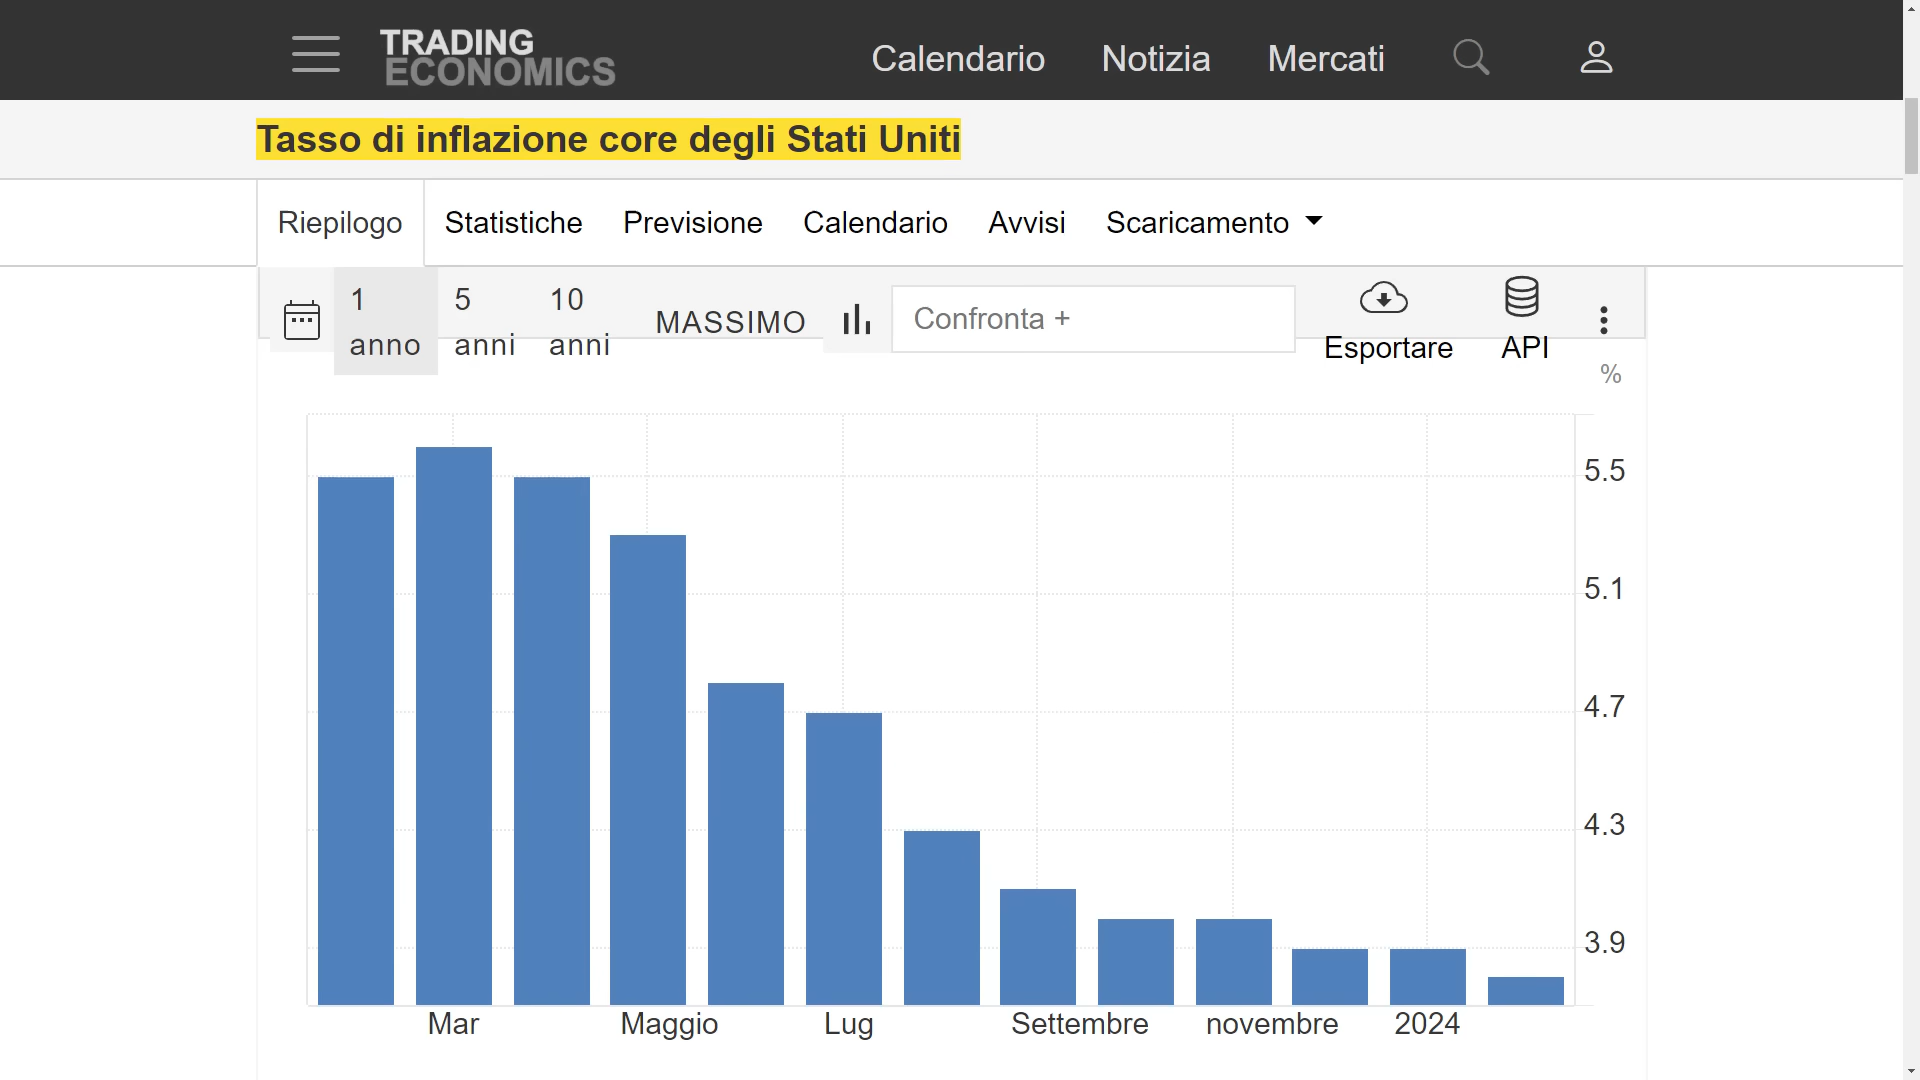 TRADING
ECONOMICS
Calendario Notizia Mercati
Tasso di inflazione core degli Stati Uniti
Riepilogo Statistiche Previsione Calendario Avvisi Scaricamento
1 anno 5 anni 10 anni MASSIMO Confronta + Esportare API
%
5.5
5.1
4.7
4.3
3.9
Mar Maggio Lug Settembre novembre 2024